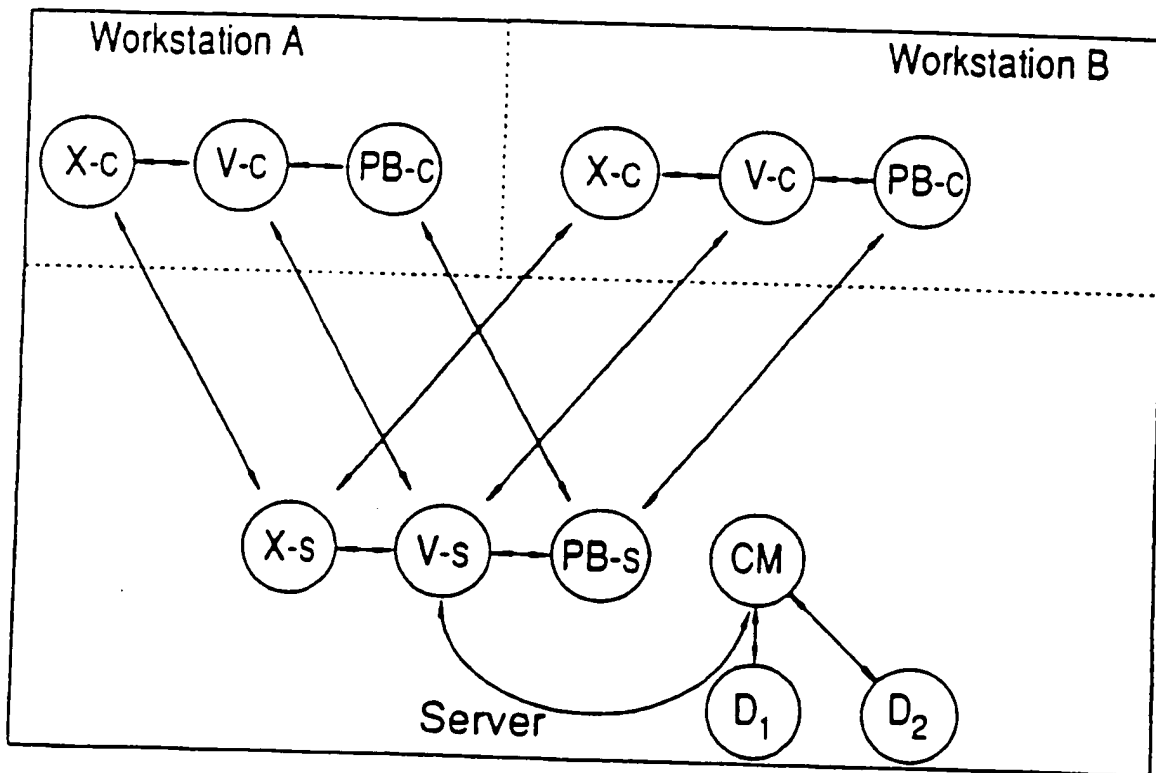 Workstation A
Workstation B
X-c
V-c
PB-c
X-c
V-c
PB-c
X-s
V-s
PB-s
CM
Server
D1
D2